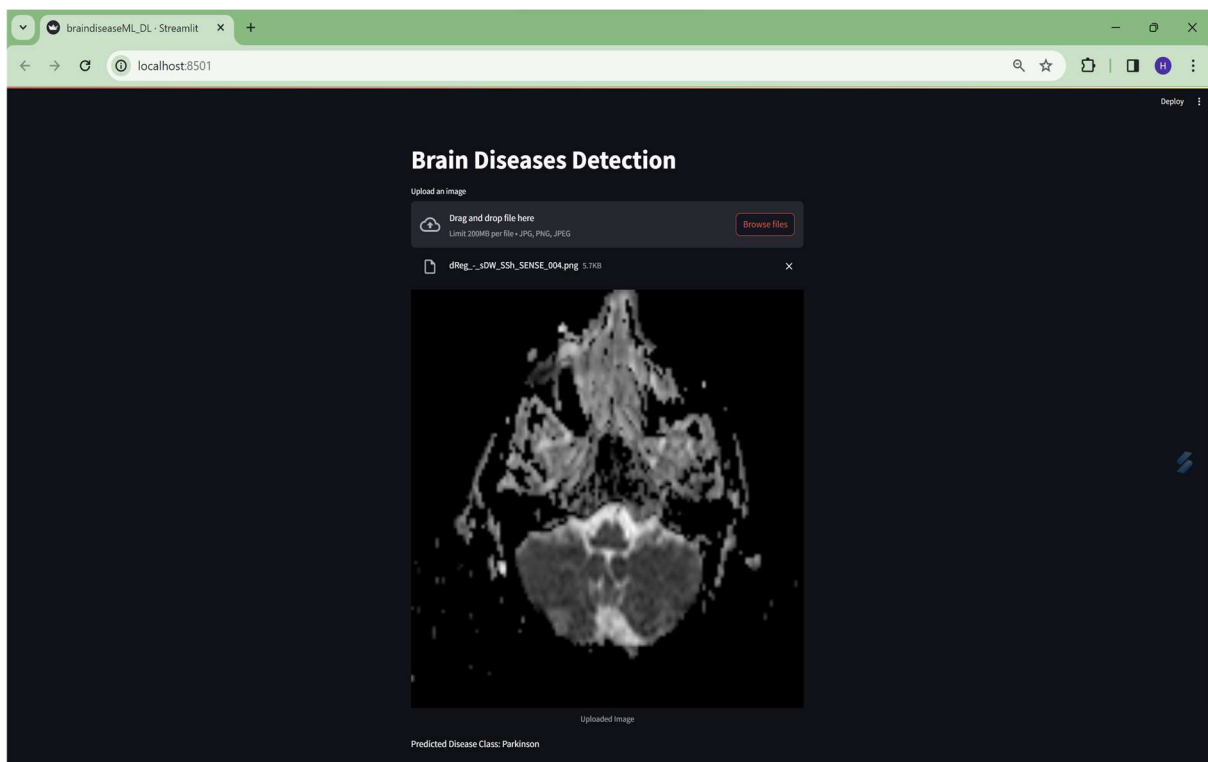 braindiseaseML_DL · Streamlit
localhost:8501
H
Deploy
Brain Diseases Detection
Upload an image
Drag and drop file here
Limit 200MB per file • JPG, PNG, JPEG
Browse files
dReg_-_sDW_SSh_SENSE_004.png 5.7KB
Uploaded Image
Predicted Disease Class: Parkinson